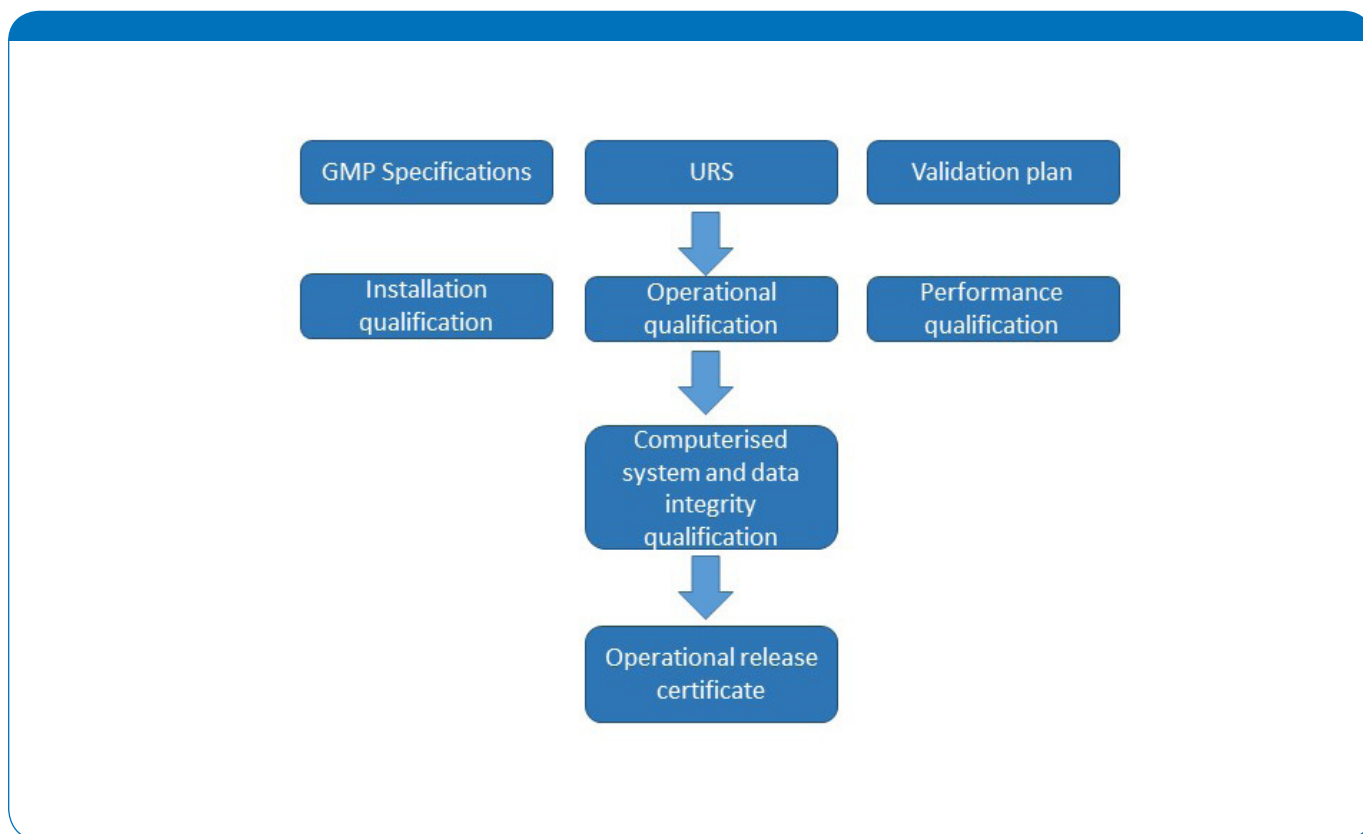 GMP Specifications
URS
Validation plan
Installation
qualification
Operational
qualification
Performance
qualification
Computerised
system and data
integrity
qualification
Operational release
certificate